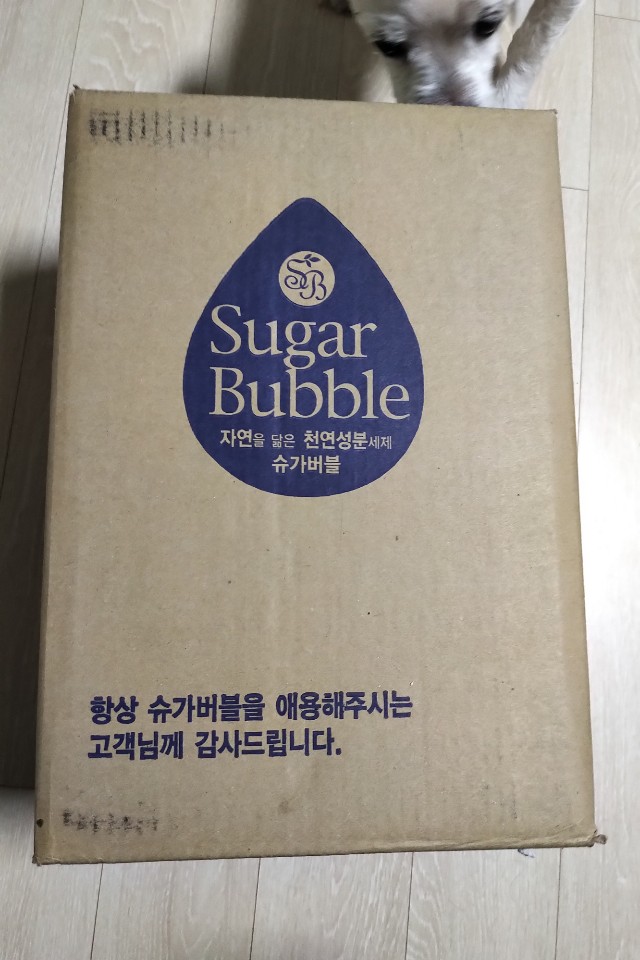 SB
Sugar
Bubble
자연을 닮은 천연성분세제
슈가버블
항상 슈가버블을 애용해주시는
고객님께 감사드립니다.